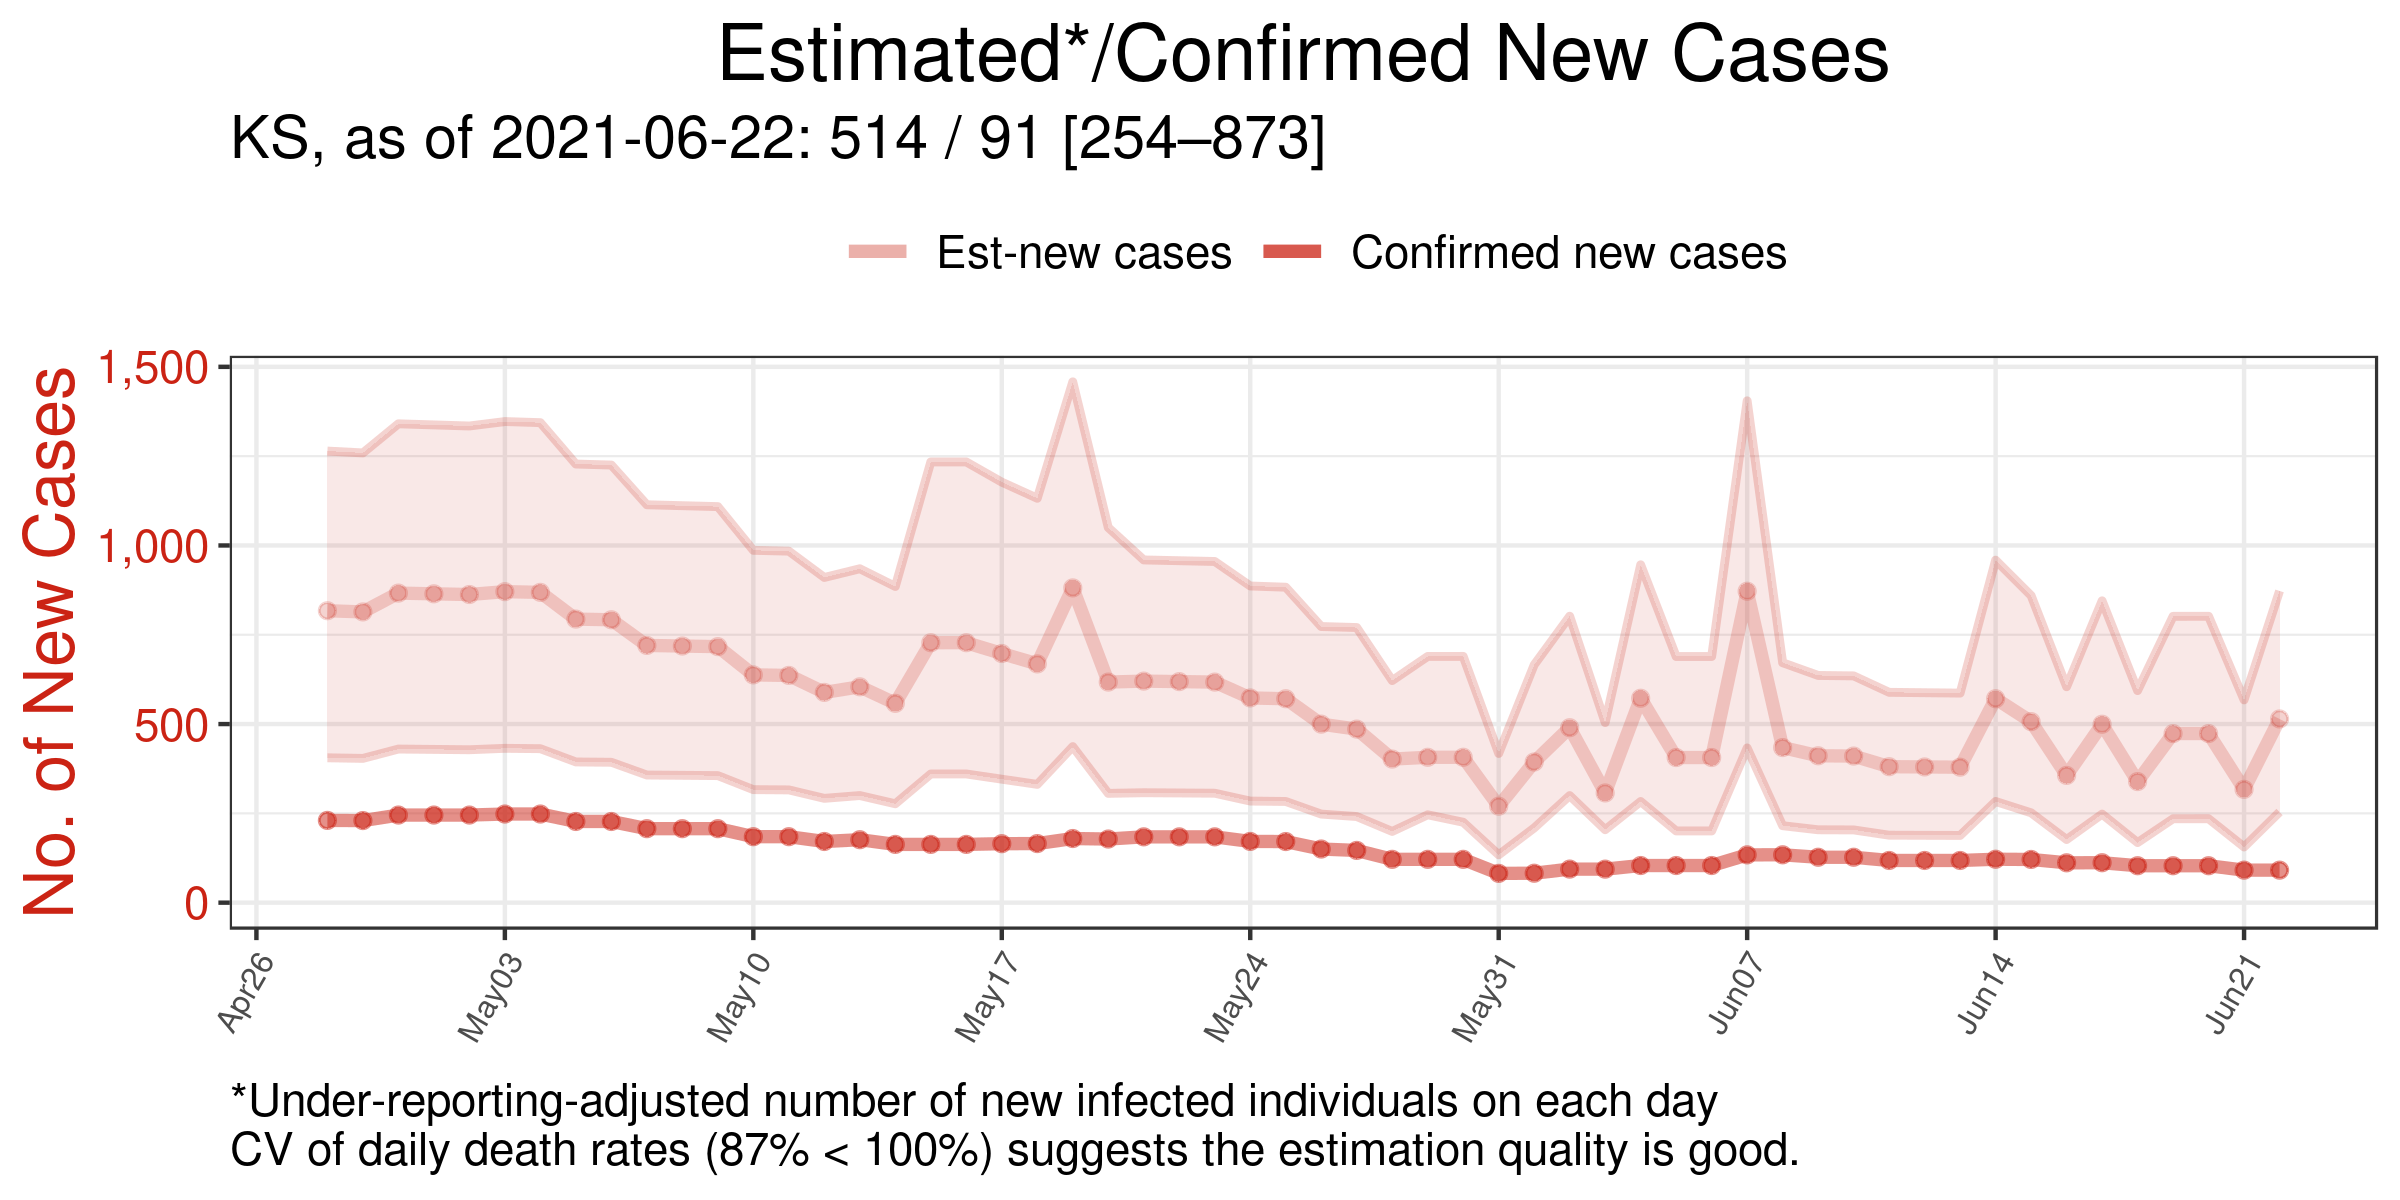 Estimated*/Confirmed New Cases
KS, as of 2021-06-22: 514 / 91 [254–873]
Est-new cases
Confirmed new cases
No. of New Cases
1,500
1,000
500
0
Apr26
May03
May10
May17
May24
May31
Jun07
Jun14
Jun21
*Under-reporting-adjusted number of new infected individuals on each day
CV of daily death rates (87% < 100%) suggests the estimation quality is good.